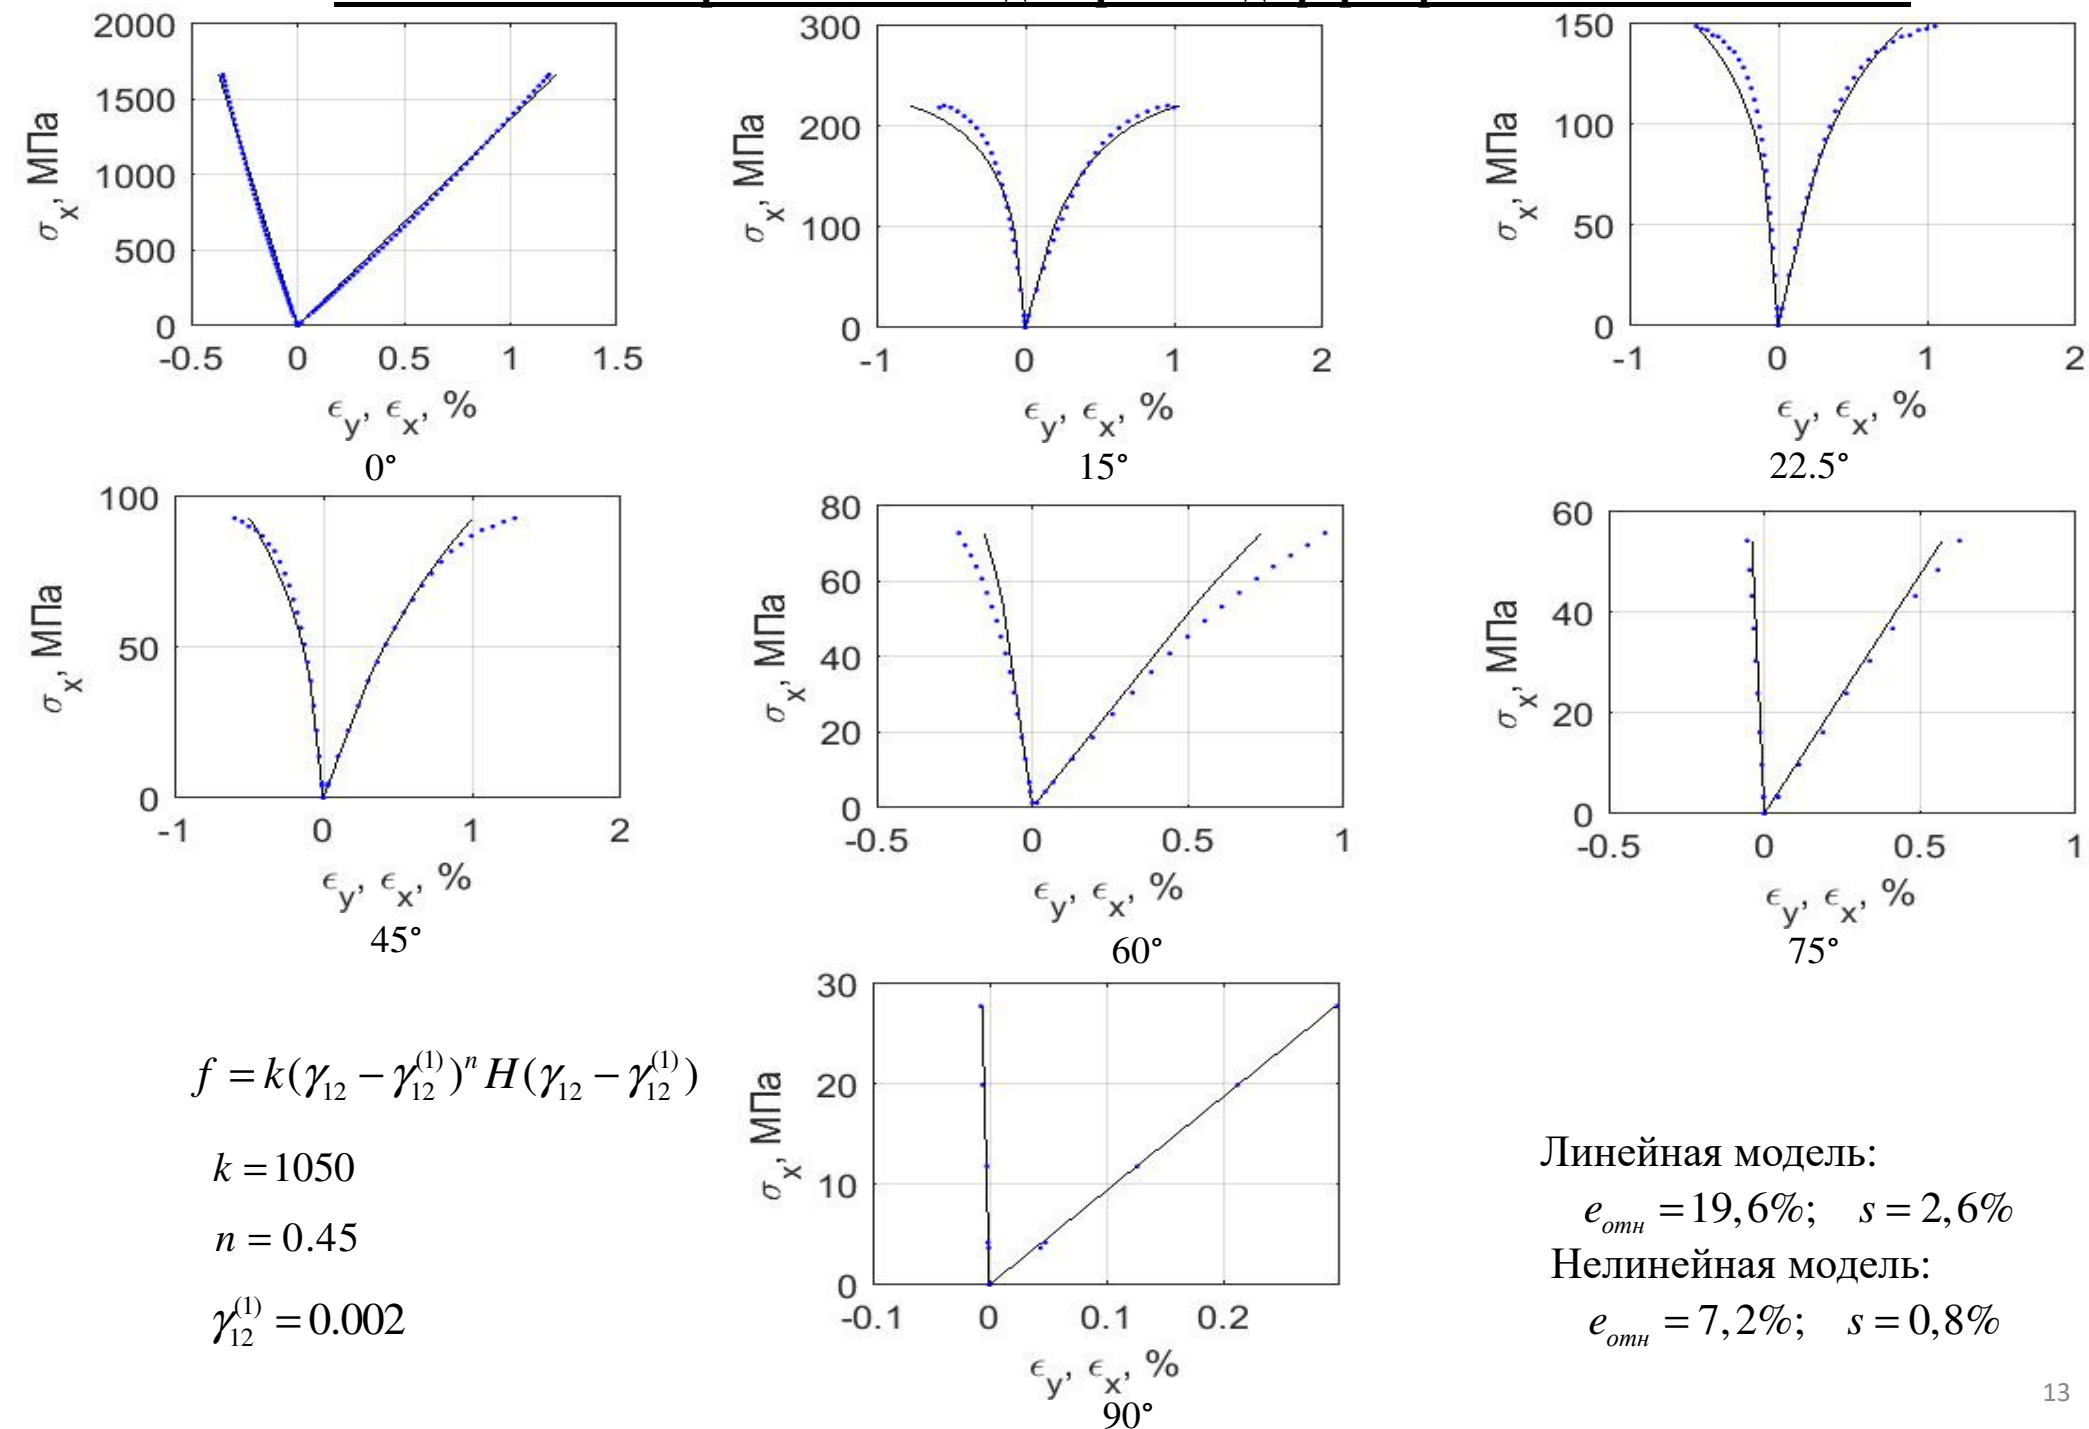 2000
1500
1000
500
0
-0.5 0 0.5 1 1.5
σx, МПа
ϵy, ϵx, %
0°
300
200
100
0
-1 0 1 2
σx, МПа
ϵy, ϵx, %
15°
150
100
50
0
-1 0 1 2
σx, МПа
ϵy, ϵx, %
22.5°
100
50
0
-1 0 1 2
σx, МПа
ϵy, ϵx, %
45°
80
60
40
20
0
-0.5 0 0.5 1
σx, МПа
ϵy, ϵx, %
60°
60
40
20
0
-0.5 0 0.5 1
σx, МПа
ϵy, ϵx, %
75°
f = k(γ12 − γ12(1))^n H(γ12 − γ12(1))
k = 1050
n = 0.45
γ12(1) = 0.002
30
20
10
0
-0.1 0 0.1 0.2
σx, МПа
ϵy, ϵx, %
90°
Линейная модель:
eотн = 19,6%; s = 2,6%
Нелинейная модель:
eотн = 7,2%; s = 0,8%
13